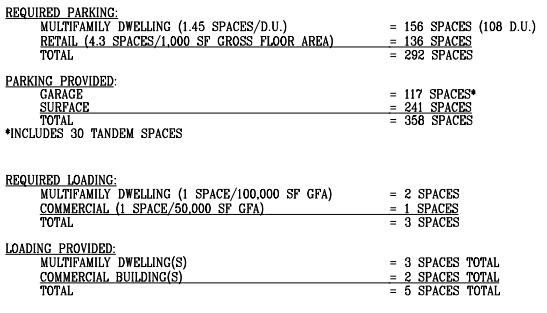 REQUIRED PARKING:
MULTIFAMILY DWELLING (1.45 SPACES/D.U.) = 156 SPACES (108 D.U.)
RETAIL (4.3 SPACES/1,000 SF GROSS FLOOR AREA) = 136 SPACES
TOTAL = 292 SPACES
PARKING PROVIDED:
GARAGE = 117 SPACES*
SURFACE = 241 SPACES
TOTAL = 358 SPACES
*INCLUDES 30 TANDEM SPACES
REQUIRED LOADING:
MULTIFAMILY DWELLING (1 SPACE/100,000 SF GFA) = 2 SPACES
COMMERCIAL (1 SPACE/50,000 SF GFA) = 1 SPACES
TOTAL = 3 SPACES
LOADING PROVIDED:
MULTIFAMILY DWELLING(S) = 3 SPACES TOTAL
COMMERCIAL BUILDING(S) = 2 SPACES TOTAL
TOTAL = 5 SPACES TOTAL